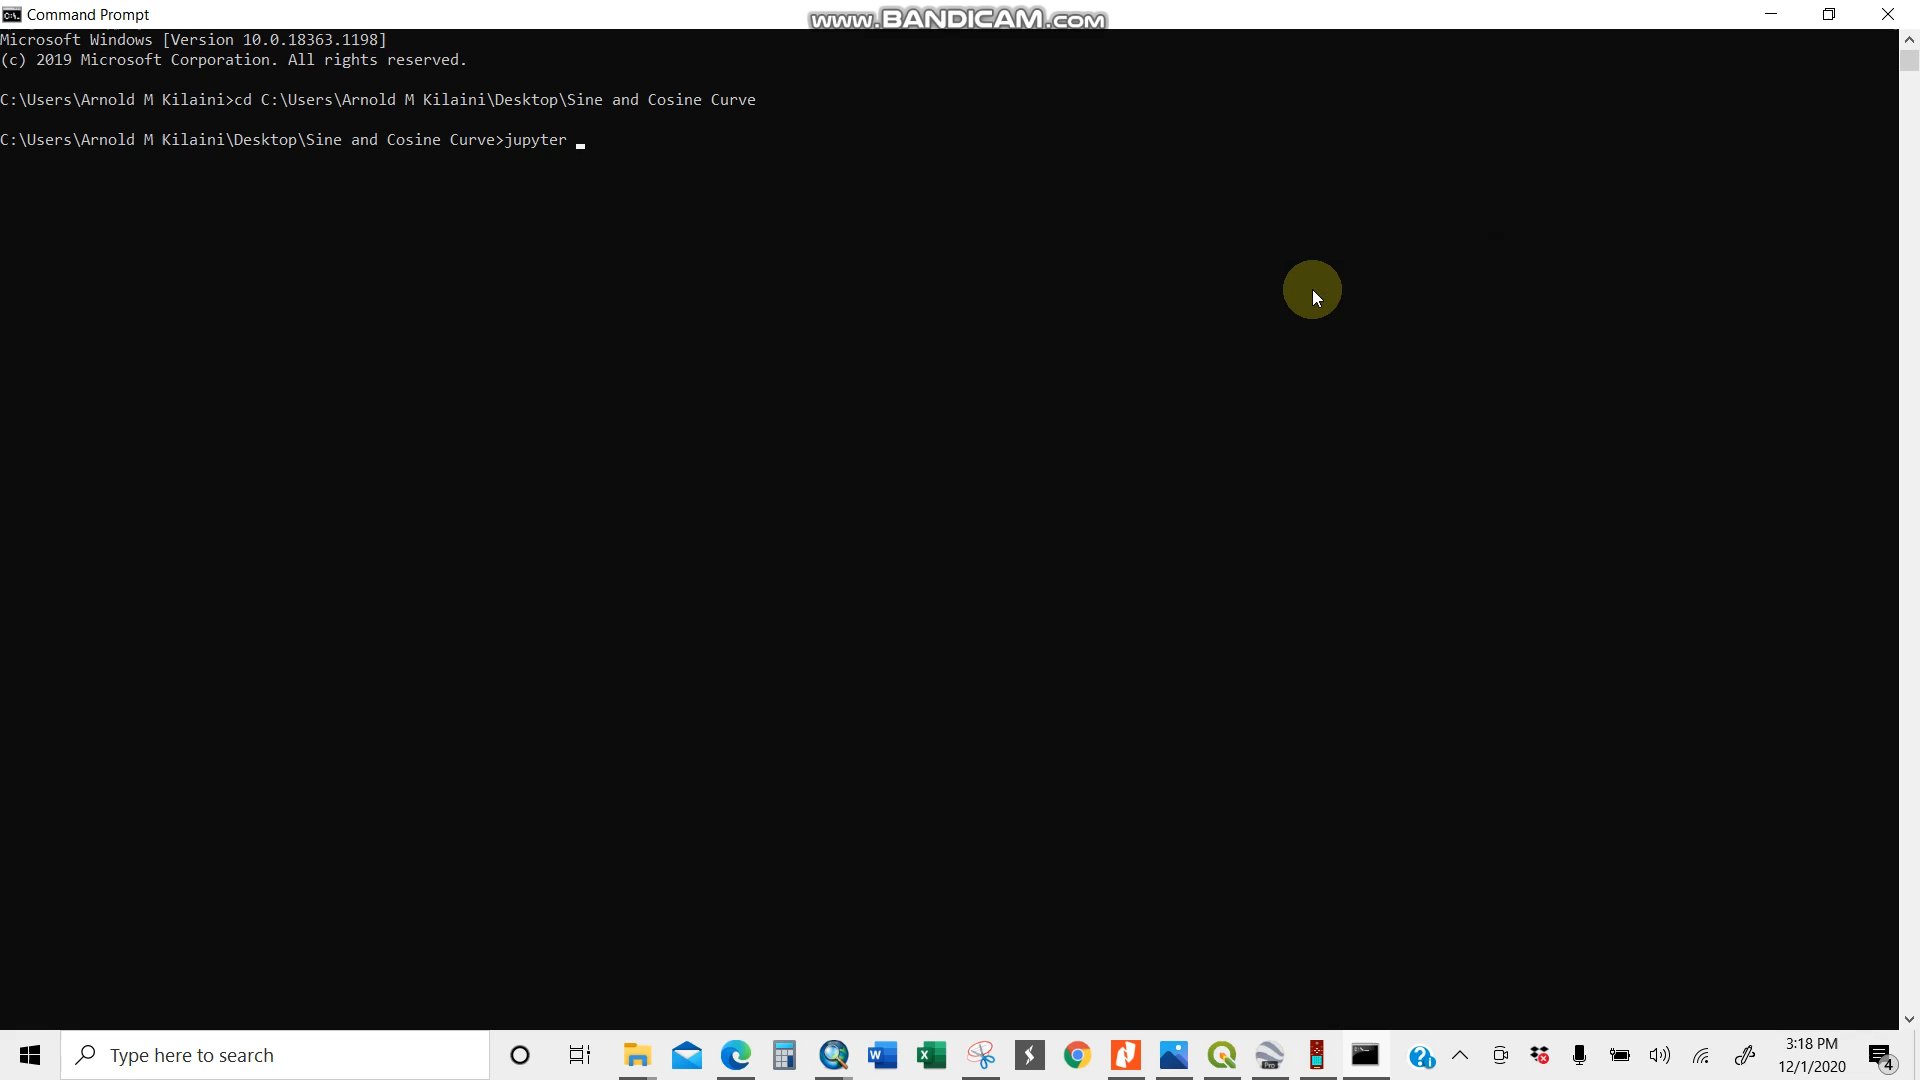 Command Prompt
www.BANDICAM.com
Microsoft Windows [Version 10.0.18363.1198]
(c) 2019 Microsoft Corporation. All rights reserved.
C:\Users\Arnold M Kilaini>cd C:\Users\Arnold M Kilaini\Desktop\Sine and Cosine Curve
C:\Users\Arnold M Kilaini\Desktop\Sine and Cosine Curve>jupyter
Type here to search
3:18 PM
12/1/2020
4